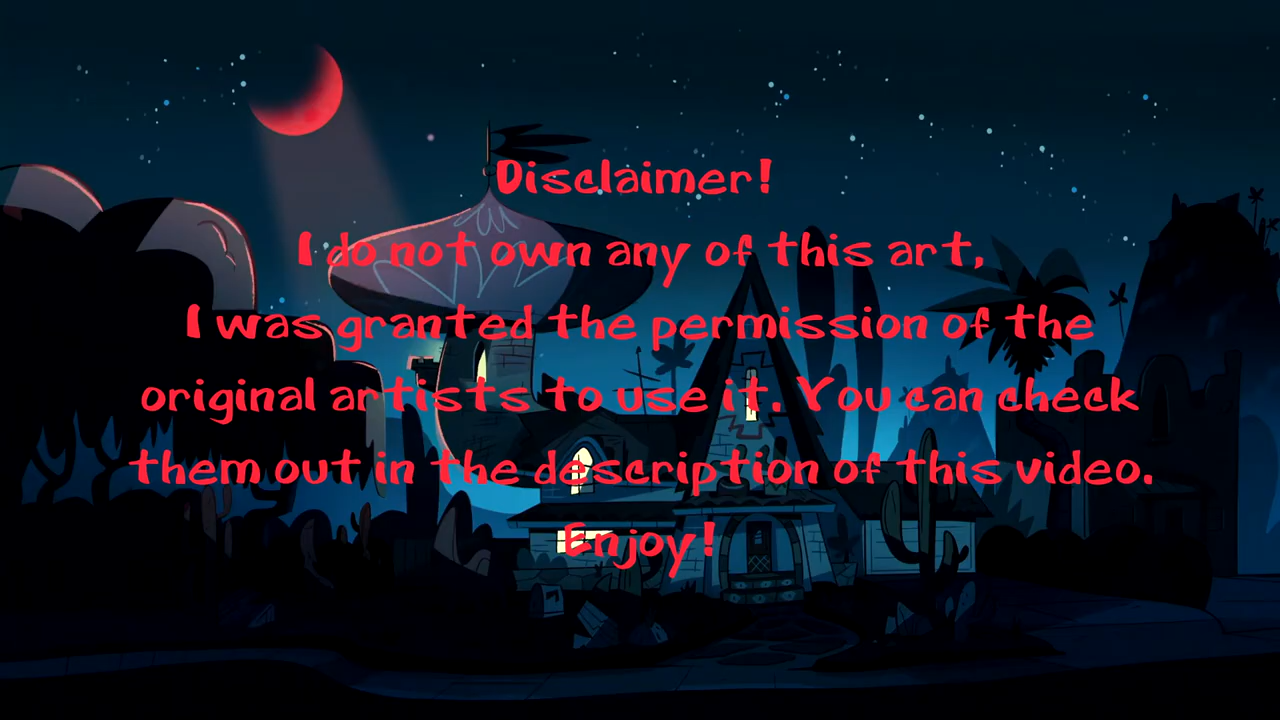 Disclaimer!
I do not own any of this art,
I was granted the permission of the
original artists to use it. You can check
them out in the description of this video.
Enjoy!